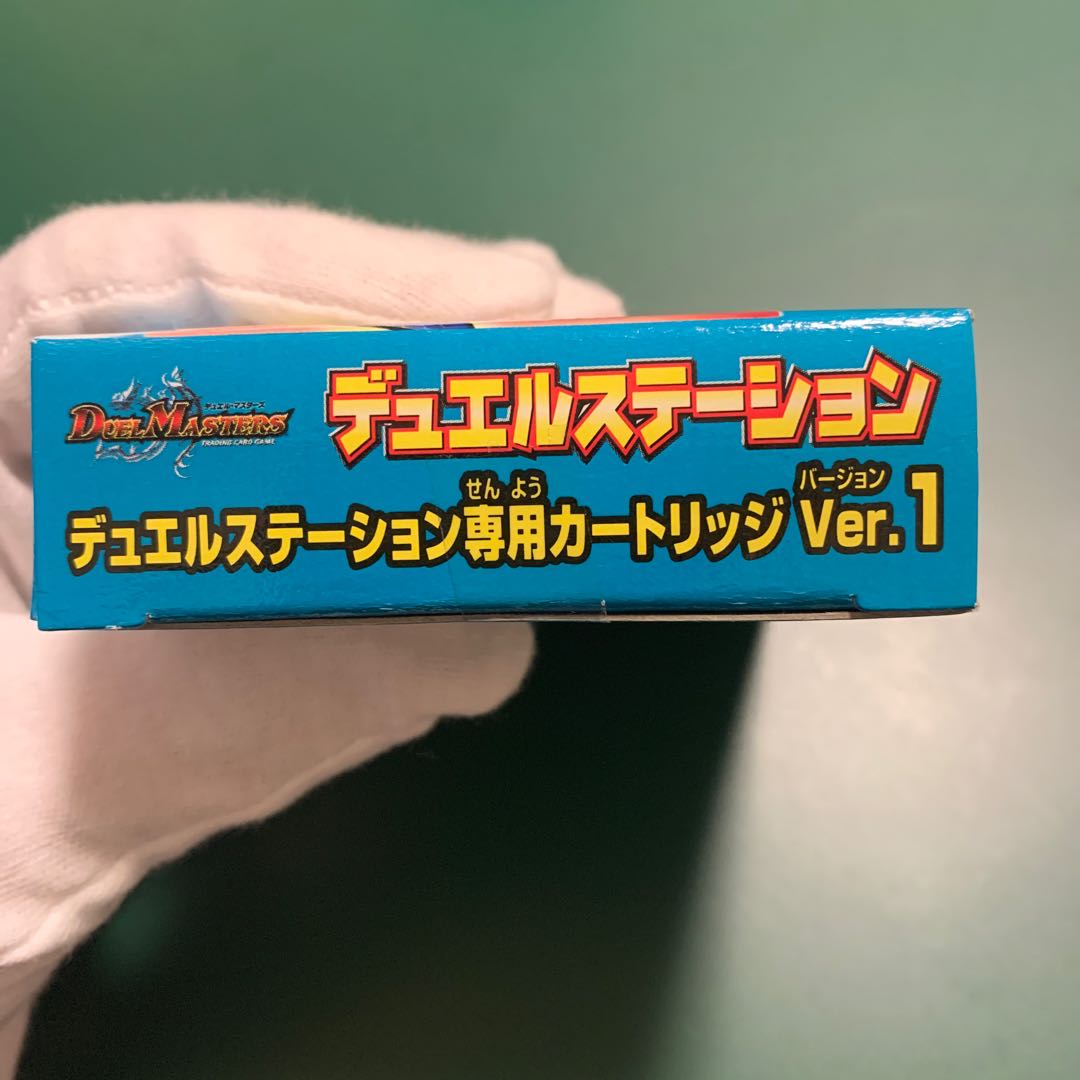 デュエル・マスターズ
DUEL MASTERS
TRADING CARD GAME
デュエルステーション
せん よう バージョン
デュエルステーション専用カートリッジ Ver.1